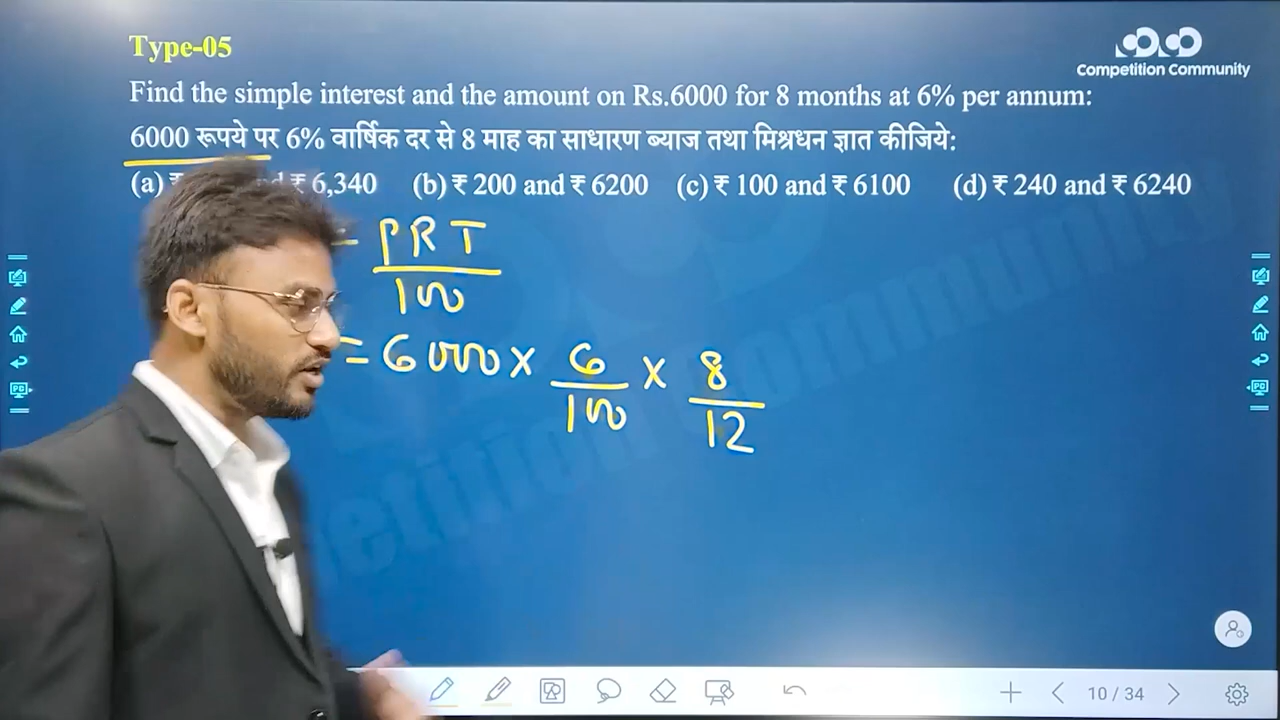 Type-05
Competition Community
Find the simple interest and the amount on Rs.6000 for 8 months at 6% per annum:
6000 रूपये पर 6% वार्षिक दर से 8 माह का साधारण ब्याज तथा मिश्रधन ज्ञात कीजिये:
(a) ₹ and ₹ 6,340 (b) ₹ 200 and ₹ 6200 (c) ₹ 100 and ₹ 6100 (d) ₹ 240 and ₹ 6240
= PRT
100
= 6000 × 6/100 × 8/12
10 / 34